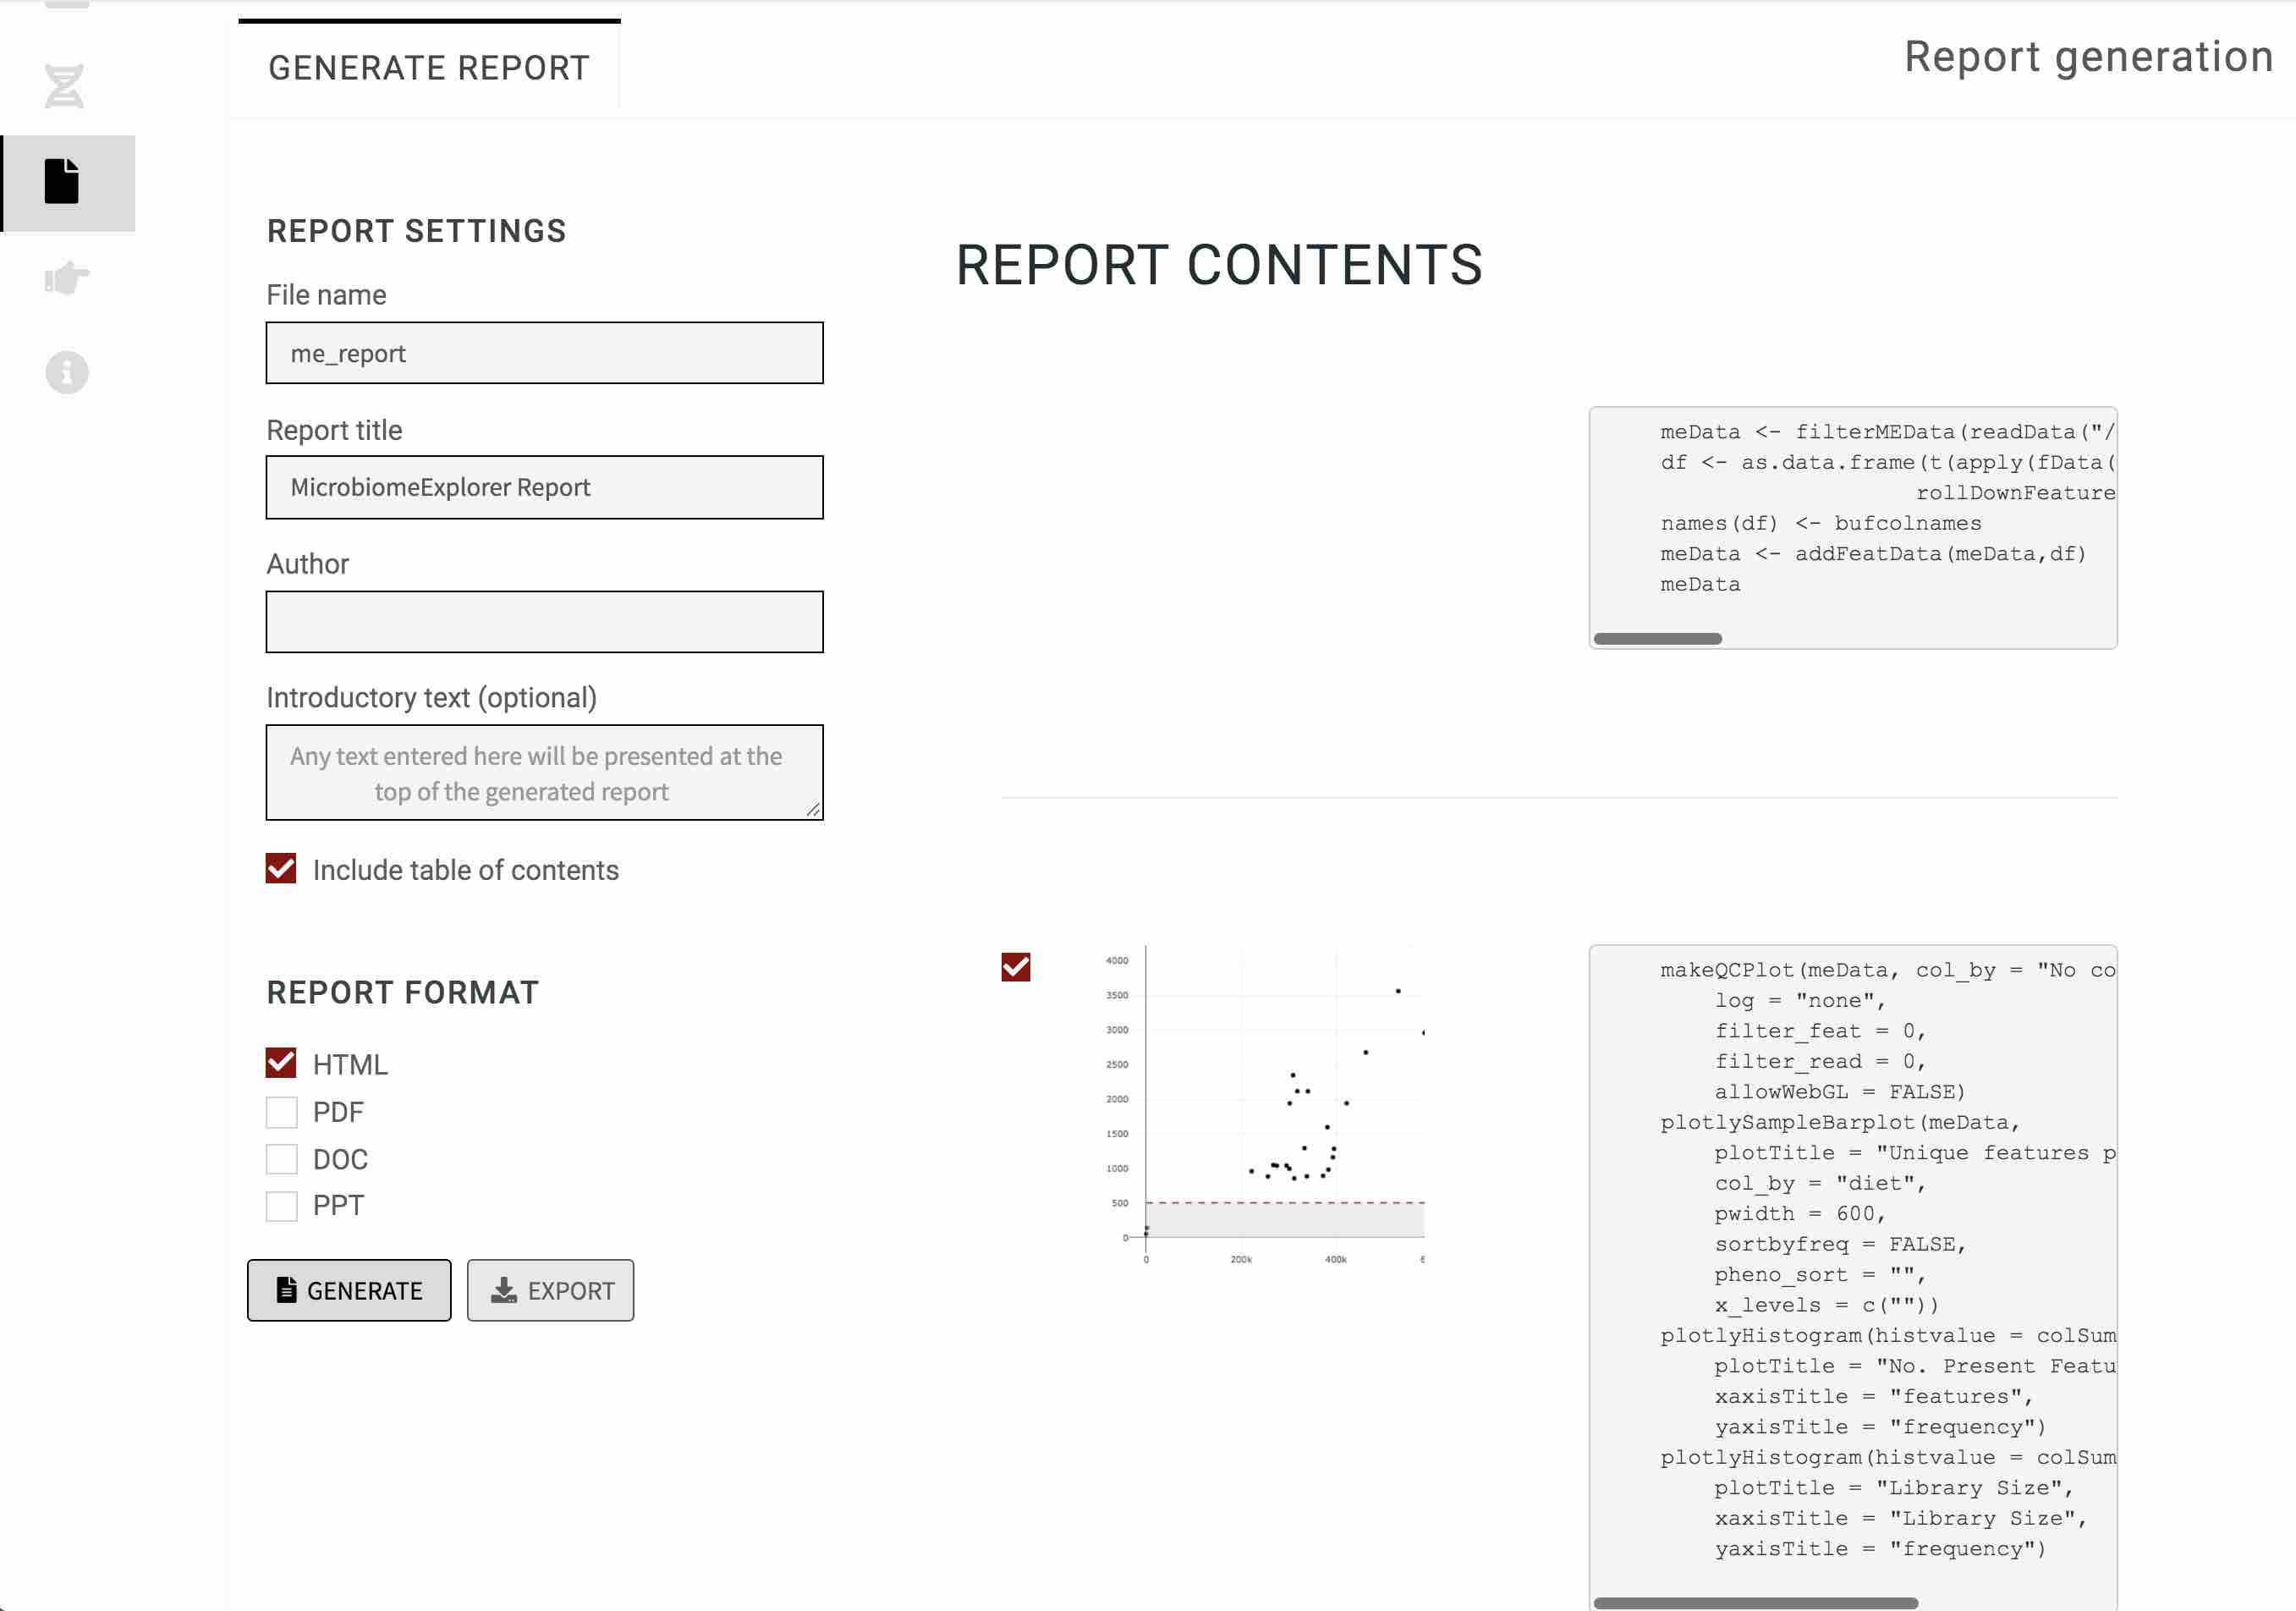 GENERATE REPORT
Report generation
REPORT SETTINGS
File name
me_report
Report title
MicrobiomeExplorer Report
Author
Introductory text (optional)
Any text entered here will be presented at the
top of the generated report
Include table of contents
REPORT FORMAT
HTML
PDF
DOC
PPT
GENERATE
EXPORT
REPORT CONTENTS
meData <- filterMEData(readData("/
df <- as.data.frame(t(apply(fData(
rollDownFeature
names(df) <- bufcolnames
meData <- addFeatData(meData,df)
meData
4000
3500
3000
2500
2000
1500
1000
500
0
0
200k
400k
makeQCPlot(meData, col_by = "No co
log = "none",
filter_feat = 0,
filter_read = 0,
allowWebGL = FALSE)
plotlySampleBarplot(meData,
plotTitle = "Unique features p
col_by = "diet",
pwidth = 600,
sortbyfreq = FALSE,
pheno_sort = "",
x_levels = c(""))
plotlyHistogram(histvalue = colSum
plotTitle = "No. Present Featu
xaxisTitle = "features",
yaxisTitle = "frequency")
plotlyHistogram(histvalue = colSum
plotTitle = "Library Size",
xaxisTitle = "Library Size",
yaxisTitle = "frequency")